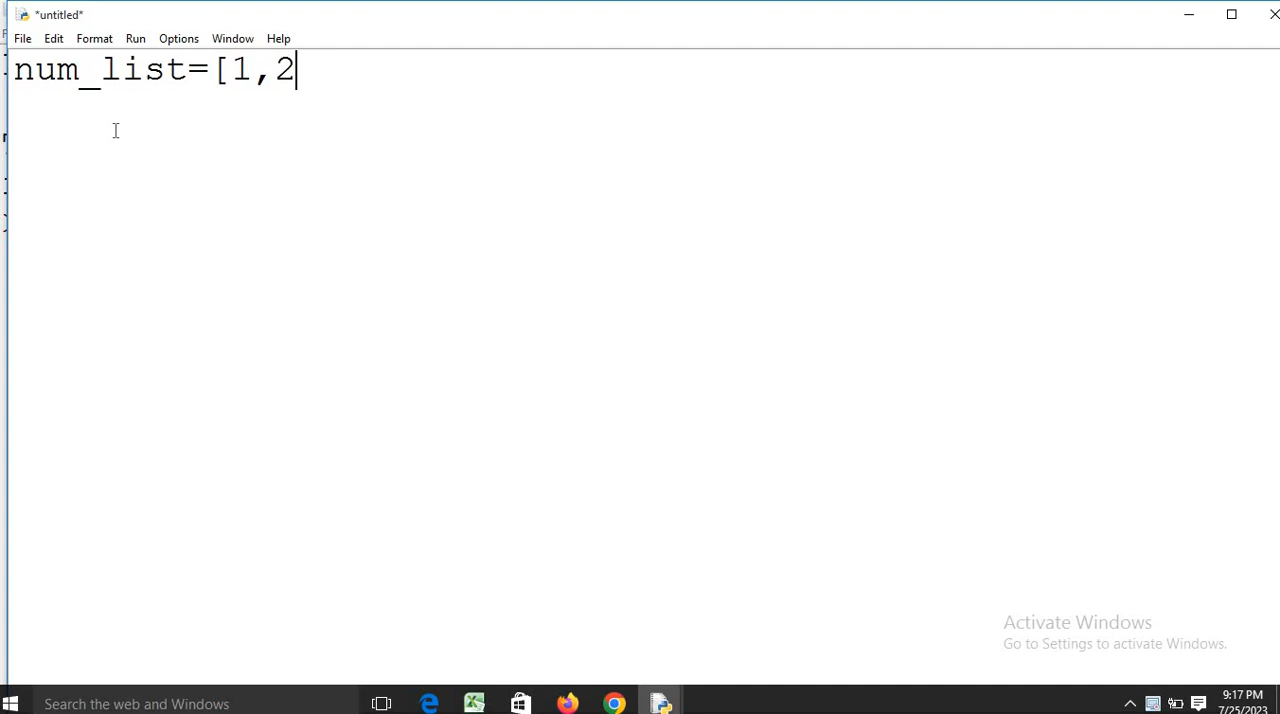 *untitled*
File Edit Format Run Options Window Help
num_list=[1,2
Activate Windows
Go to Settings to activate Windows.
Search the web and Windows
9:17 PM
7/25/2023